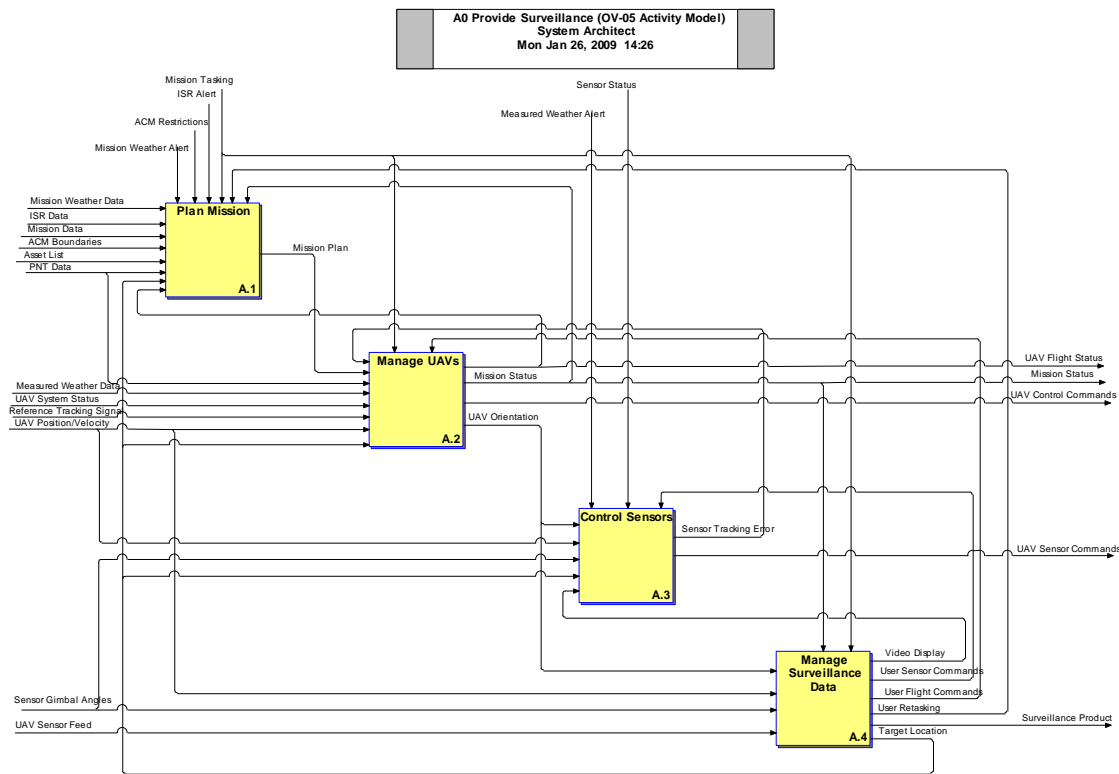 A0 Provide Surveillance (OV-05 Activity Model)
System Architect
Mon Jan 26, 2009 14:26
Mission Tasking
ISR Alert
ACM Restrictions
Mission Weather Alert
Sensor Status
Measured Weather Alert
Mission Weather Data
ISR Data
Mission Data
ACM Boundaries
Asset List
PNT Data
Plan Mission
A.1
Mission Plan
Manage UAVs
A.2
Measured Weather Data
UAV System Status
Reference Tracking Signal
UAV Position/Velocity
Mission Status
UAV Orientation
UAV Flight Status
Mission Status
UAV Control Commands
Control Sensors
A.3
Sensor Tracking Error
UAV Sensor Commands
Manage
Surveillance
Data
A.4
Video Display
User Sensor Commands
User Flight Commands
User Retasking
Target Location
Surveillance Product
Sensor Gimbal Angles
UAV Sensor Feed